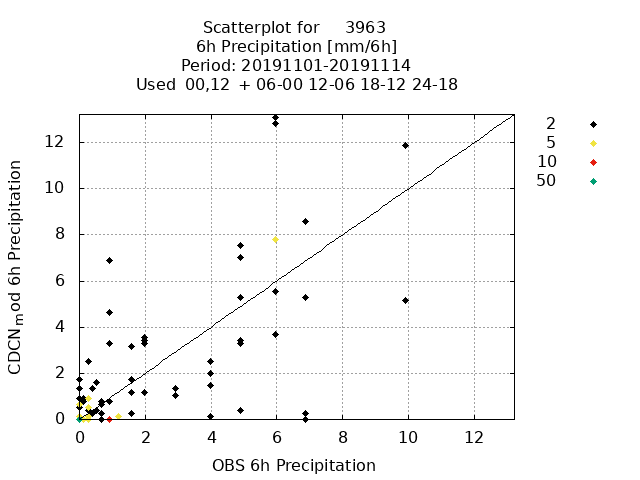 Scatterplot for 3963
6h Precipitation [mm/6h]
Period: 20191101-20191114
Used 00,12 + 06-00 12-06 18-12 24-18
2
5
10
50
12
10
8
6
4
2
0
CDCN_mod 6h Precipitation
0 2 4 6 8 10 12
OBS 6h Precipitation